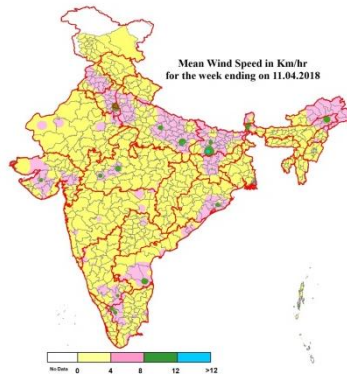 Mean Wind Speed in Km/hr
for the week ending on 11.04.2018
No Data 0 4 8 12 >12